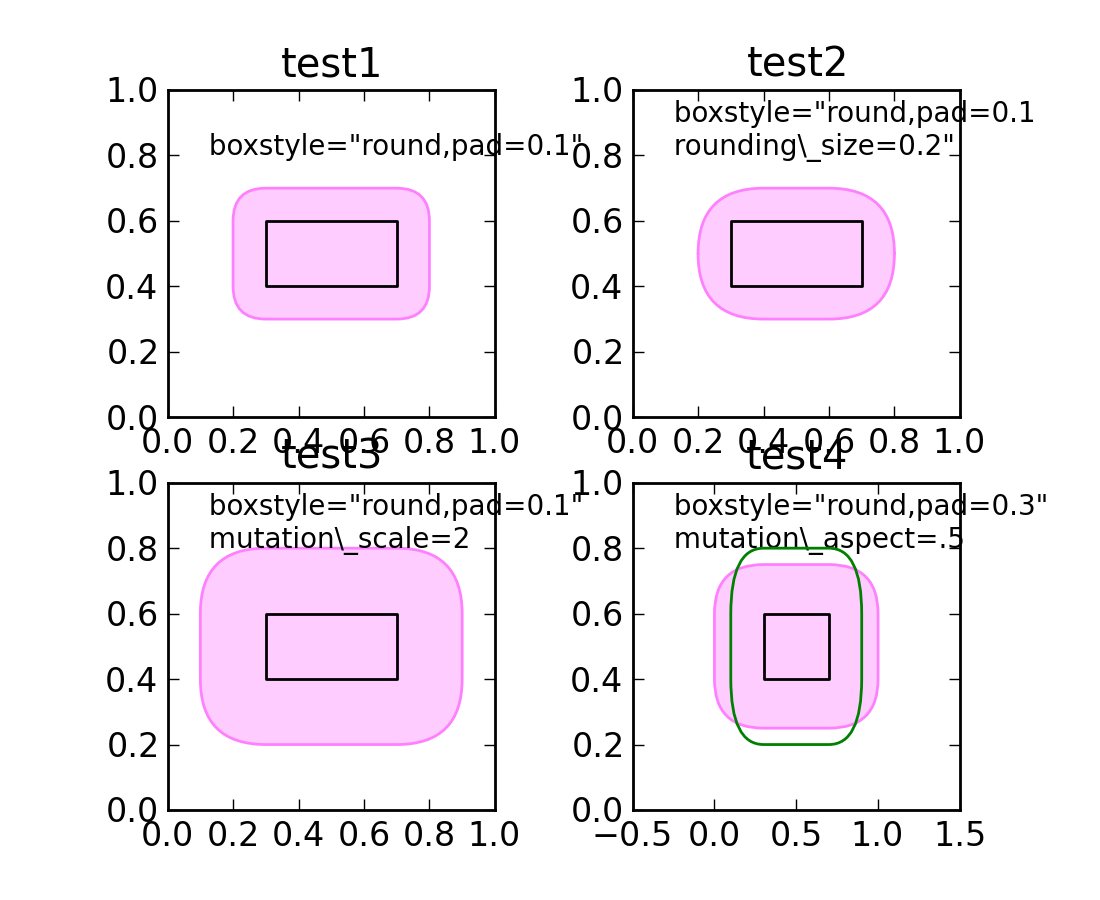 test1
1.0
boxstyle="round,pad=0.1"
0.8
0.6
0.4
0.2
0.0
0.0 0.2 0.4 0.6 0.8 1.0
test2
1.0
boxstyle="round,pad=0.1
rounding\_size=0.2"
0.8
0.6
0.4
0.2
0.0
0.0 0.2 0.4 0.6 0.8 1.0
test3
1.0
boxstyle="round,pad=0.1"
mutation\_scale=2
0.8
0.6
0.4
0.2
0.0
0.0 0.2 0.4 0.6 0.8 1.0
test4
1.0
boxstyle="round,pad=0.3"
mutation\_aspect=.5
0.8
0.6
0.4
0.2
0.0
−0.5 0.0 0.5 1.0 1.5